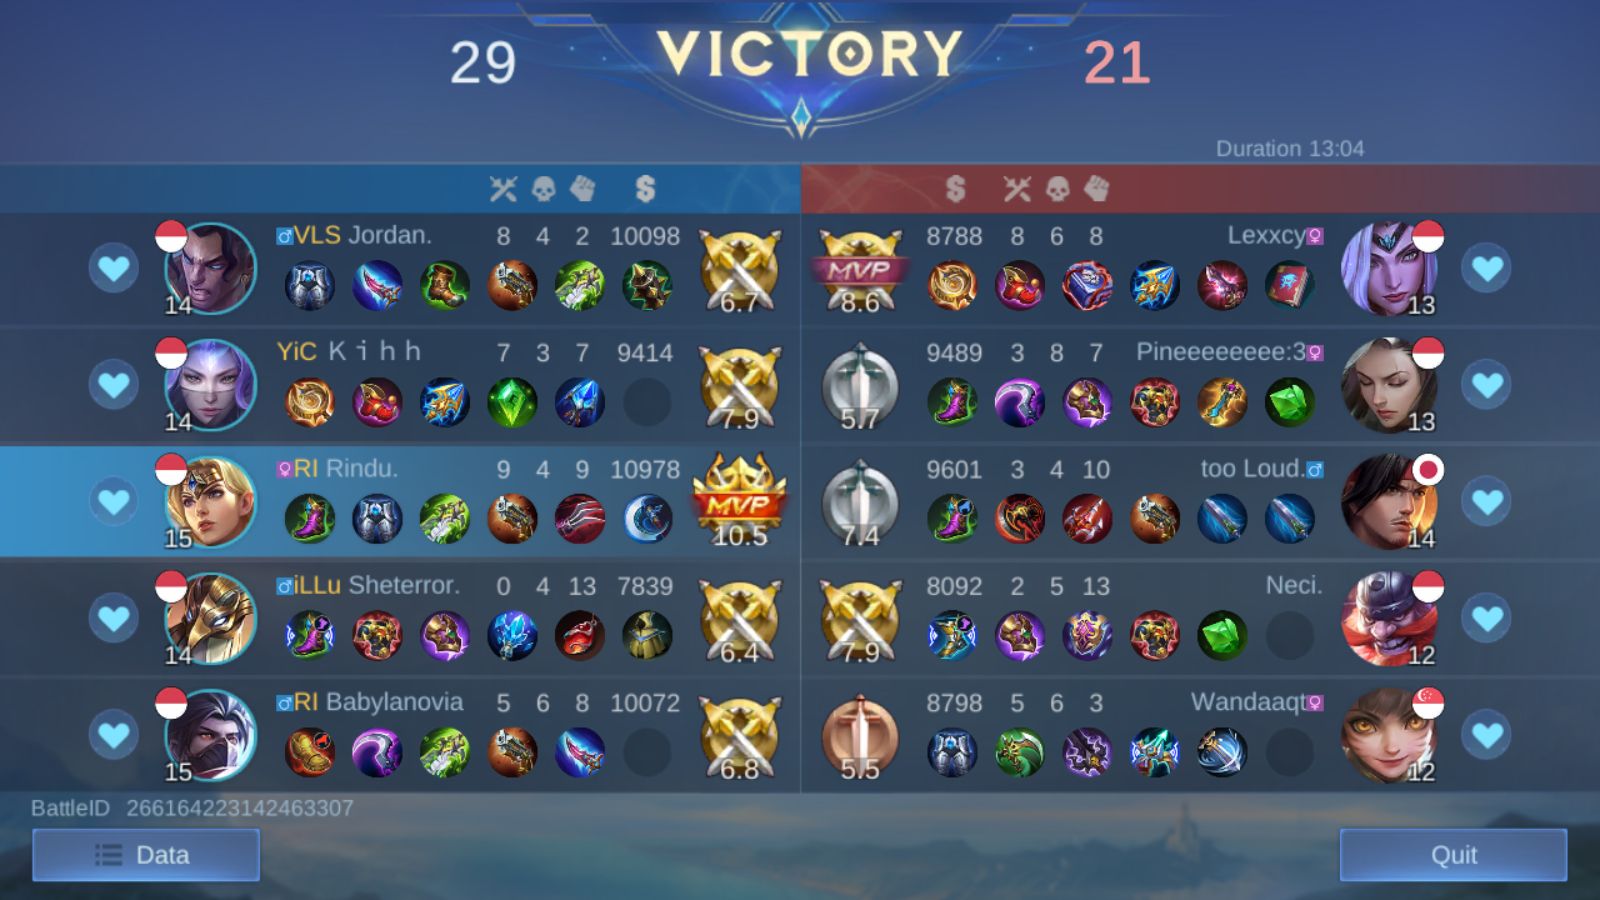 29 VICTORY 21
Duration 13:04
VLS Jordan. 8 4 2 10098 6.7 14
MVP 8.6 8788 8 6 8 Lexxcy 13
YiC K i h h 7 3 7 9414 7.9 14
5.7 9489 3 8 7 Pineeeeeeee:3 13
RI Rindu. 9 4 9 10978 MVP 10.5 15
7.4 9601 3 4 10 too Loud. 14
iLLu Sheterror. 0 4 13 7839 6.4 14
7.9 8092 2 5 13 Neci. 12
RI Babylanovia 5 6 8 10072 6.8 15
5.5 8798 5 6 3 Wandaaqt 12
BattleID 266164223142463307
Data
Quit